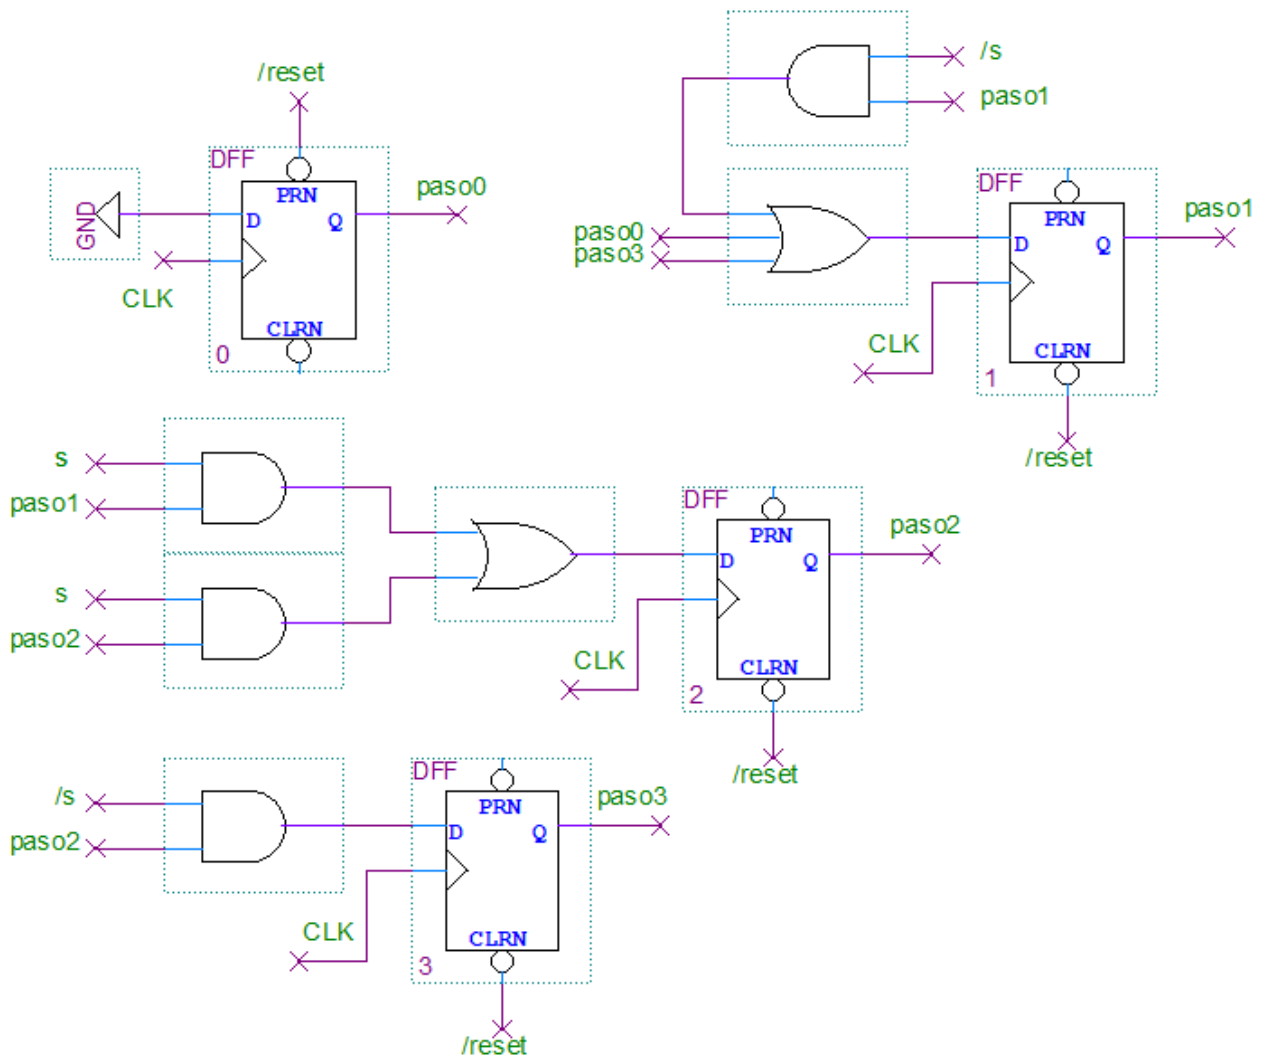 /reset
DFF
PRN
D
Q
GND
CLK
CLRN
0
paso0
/s
paso1
paso0
paso3
DFF
PRN
D
Q
CLK
CLRN
1
paso1
/reset
s
paso1
s
paso2
DFF
PRN
D
Q
CLK
CLRN
2
paso2
/reset
/s
paso2
DFF
PRN
D
Q
CLK
CLRN
3
paso3
/reset